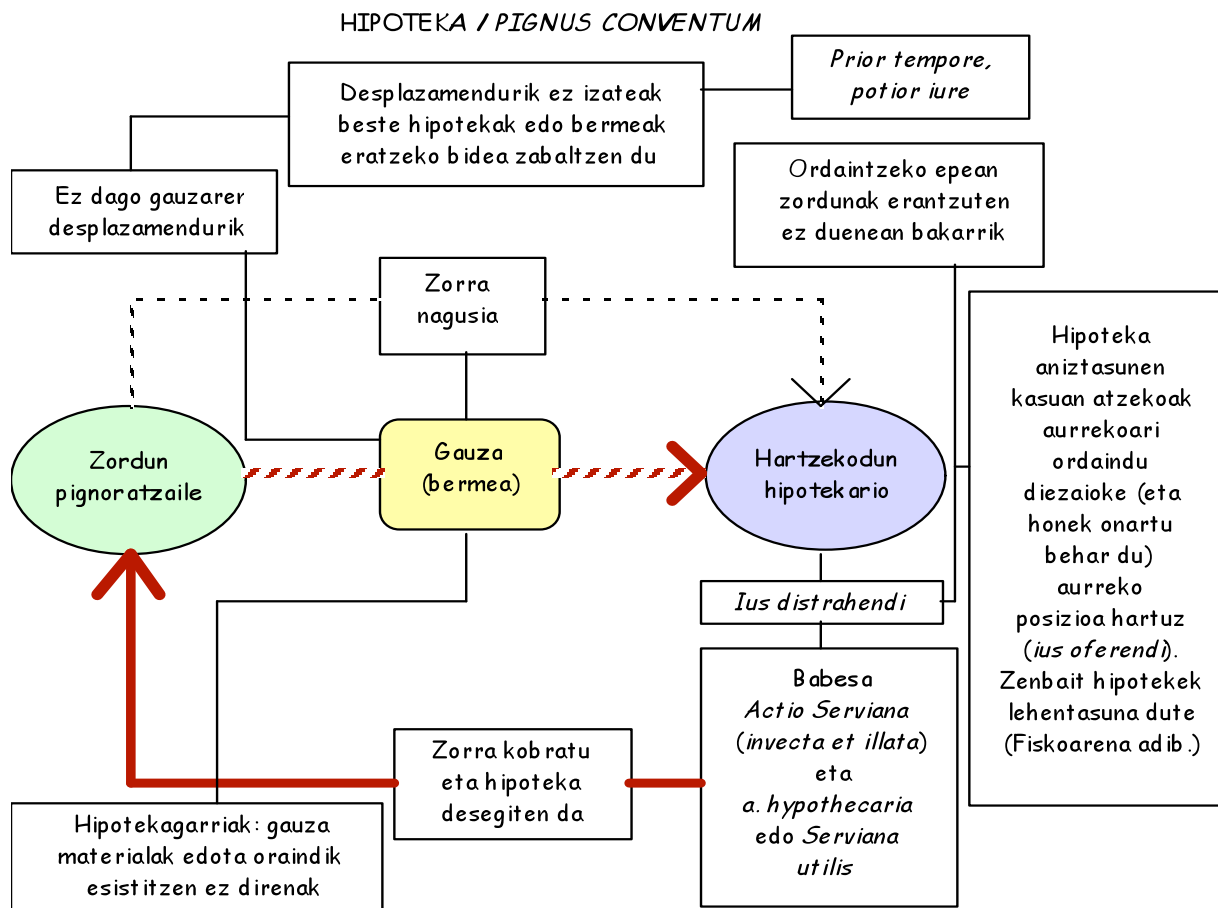 HIPOTEKA / PIGNUS CONVENTUM
Prior tempore,
potior iure
Desplazamendurik ez izateak
beste hipotekak edo bermeak
eratzeko bidea zabaltzen du
Ordaintzeko epean
zordunak erantzuten
ez duenean bakarrik
Ez dago gauzaren
desplazamendurik
Zorra
nagusia
Hipoteka
aniztasunen
kasuan atzekoak
aurrekoari
ordaindu
diezaioke (eta
honek onartu
behar du)
aurreko
posizioa hartuz
(ius oferendi).
Zenbait hipotekek
lehentasuna dute
(Fiskoarena adib.)
Zordun
pignoratzaile
Gauza
(bermea)
Hartzekodun
hipotekario
Ius distrahendi
Babesa
Actio Serviana
(invecta et illata)
eta
a. hypothecaria
edo Serviana
utilis
Zorra kobratu
eta hipoteka
desegiten da
Hipotekagarriak: gauza
materialak edota oraindik
esistitzen ez direnak